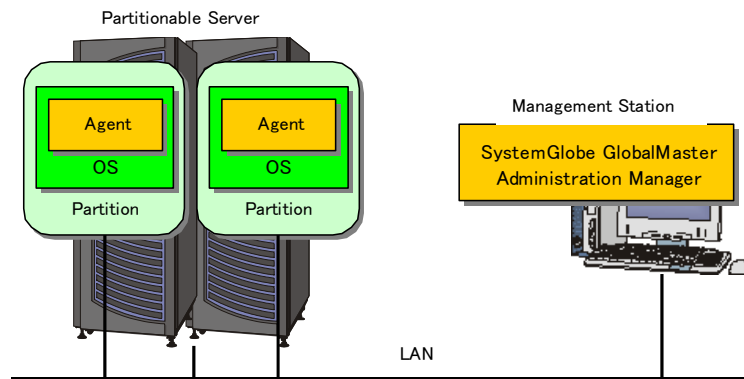 Partitionable Server
Agent
OS
Partition
Agent
OS
Partition
Management Station
SystemGlobe GlobalMaster
Administration Manager
LAN